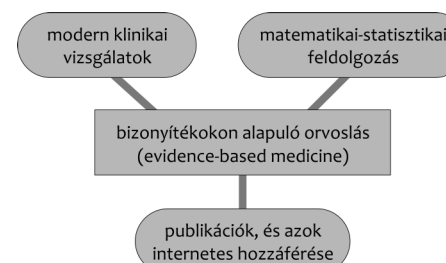 modern klinikai
vizsgálatok
matematikai-statisztikai
feldolgozás
bizonyítékokon alapuló orvoslás
(evidence-based medicine)
publikációk, és azok
internetes hozzáférése